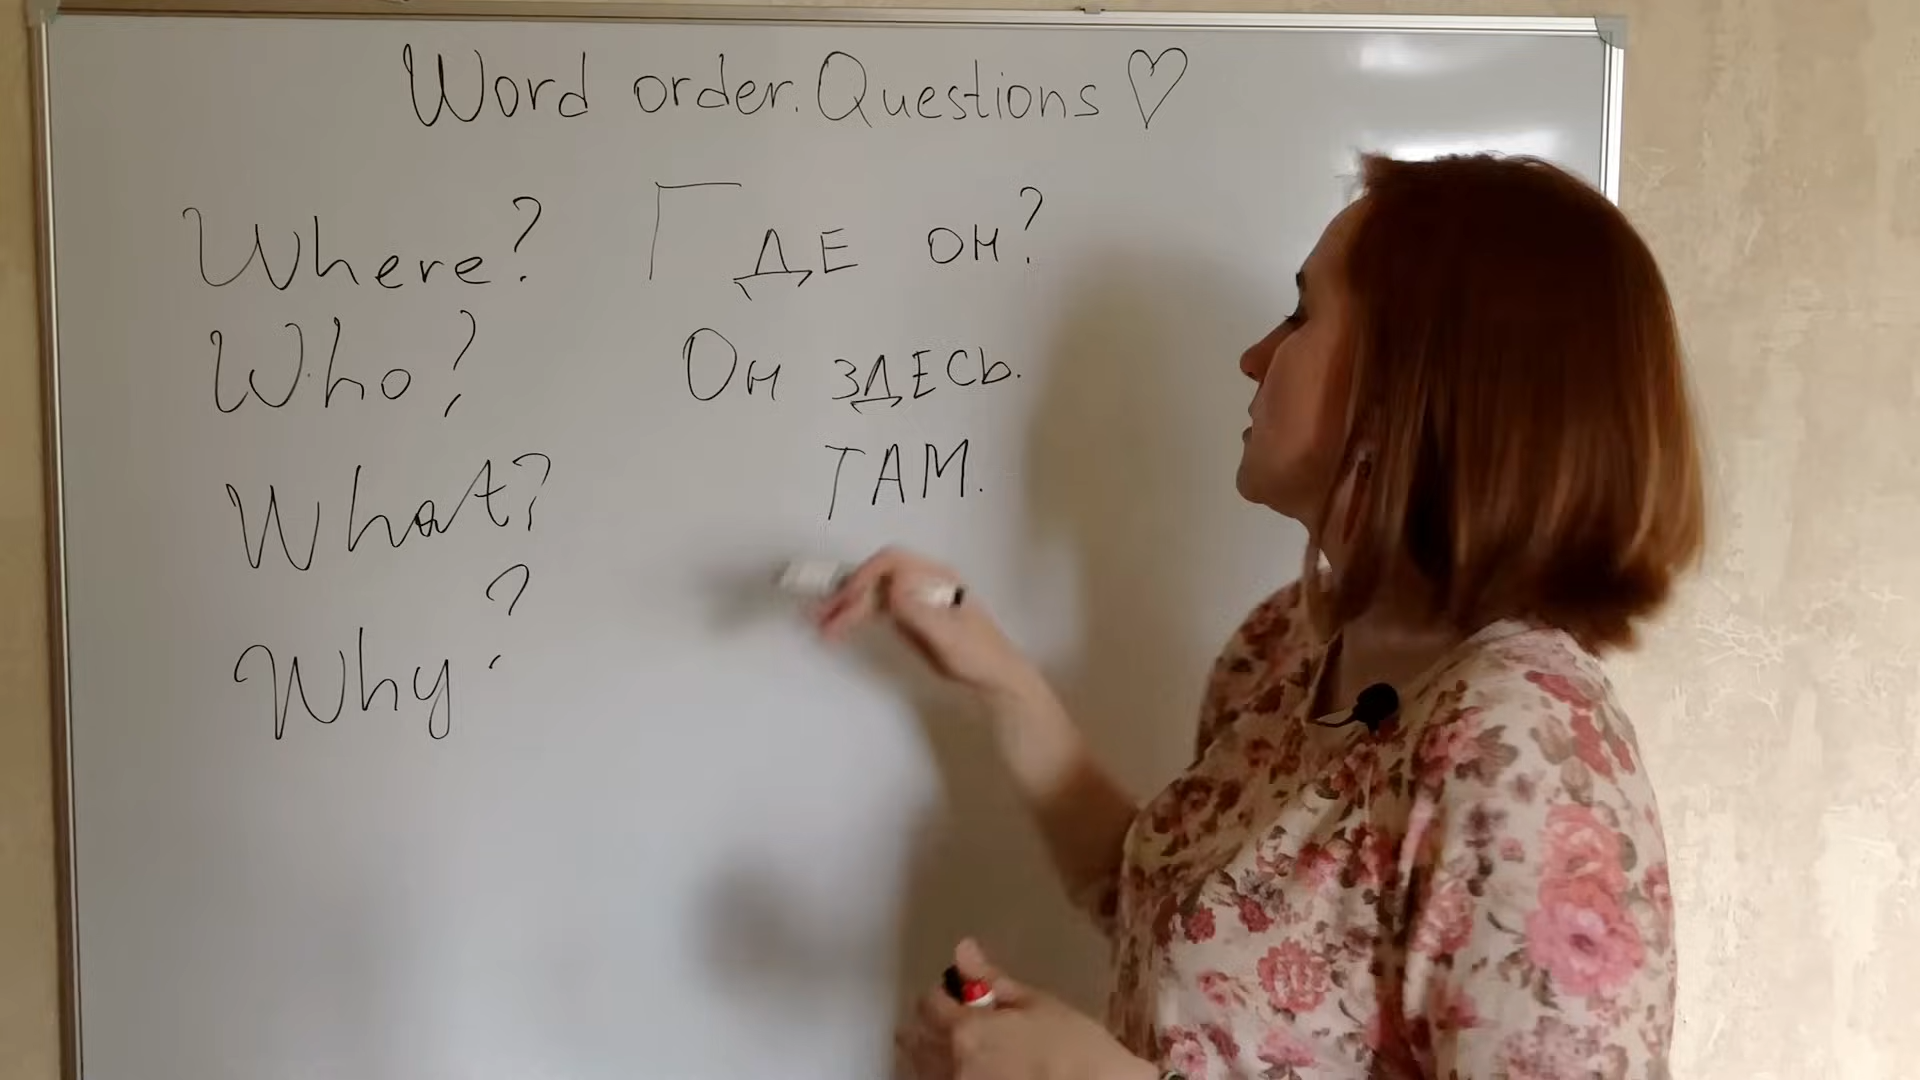 Word order. Questions ♡
Where? Где он?
Who? Он здесь.
What? там.
Why?